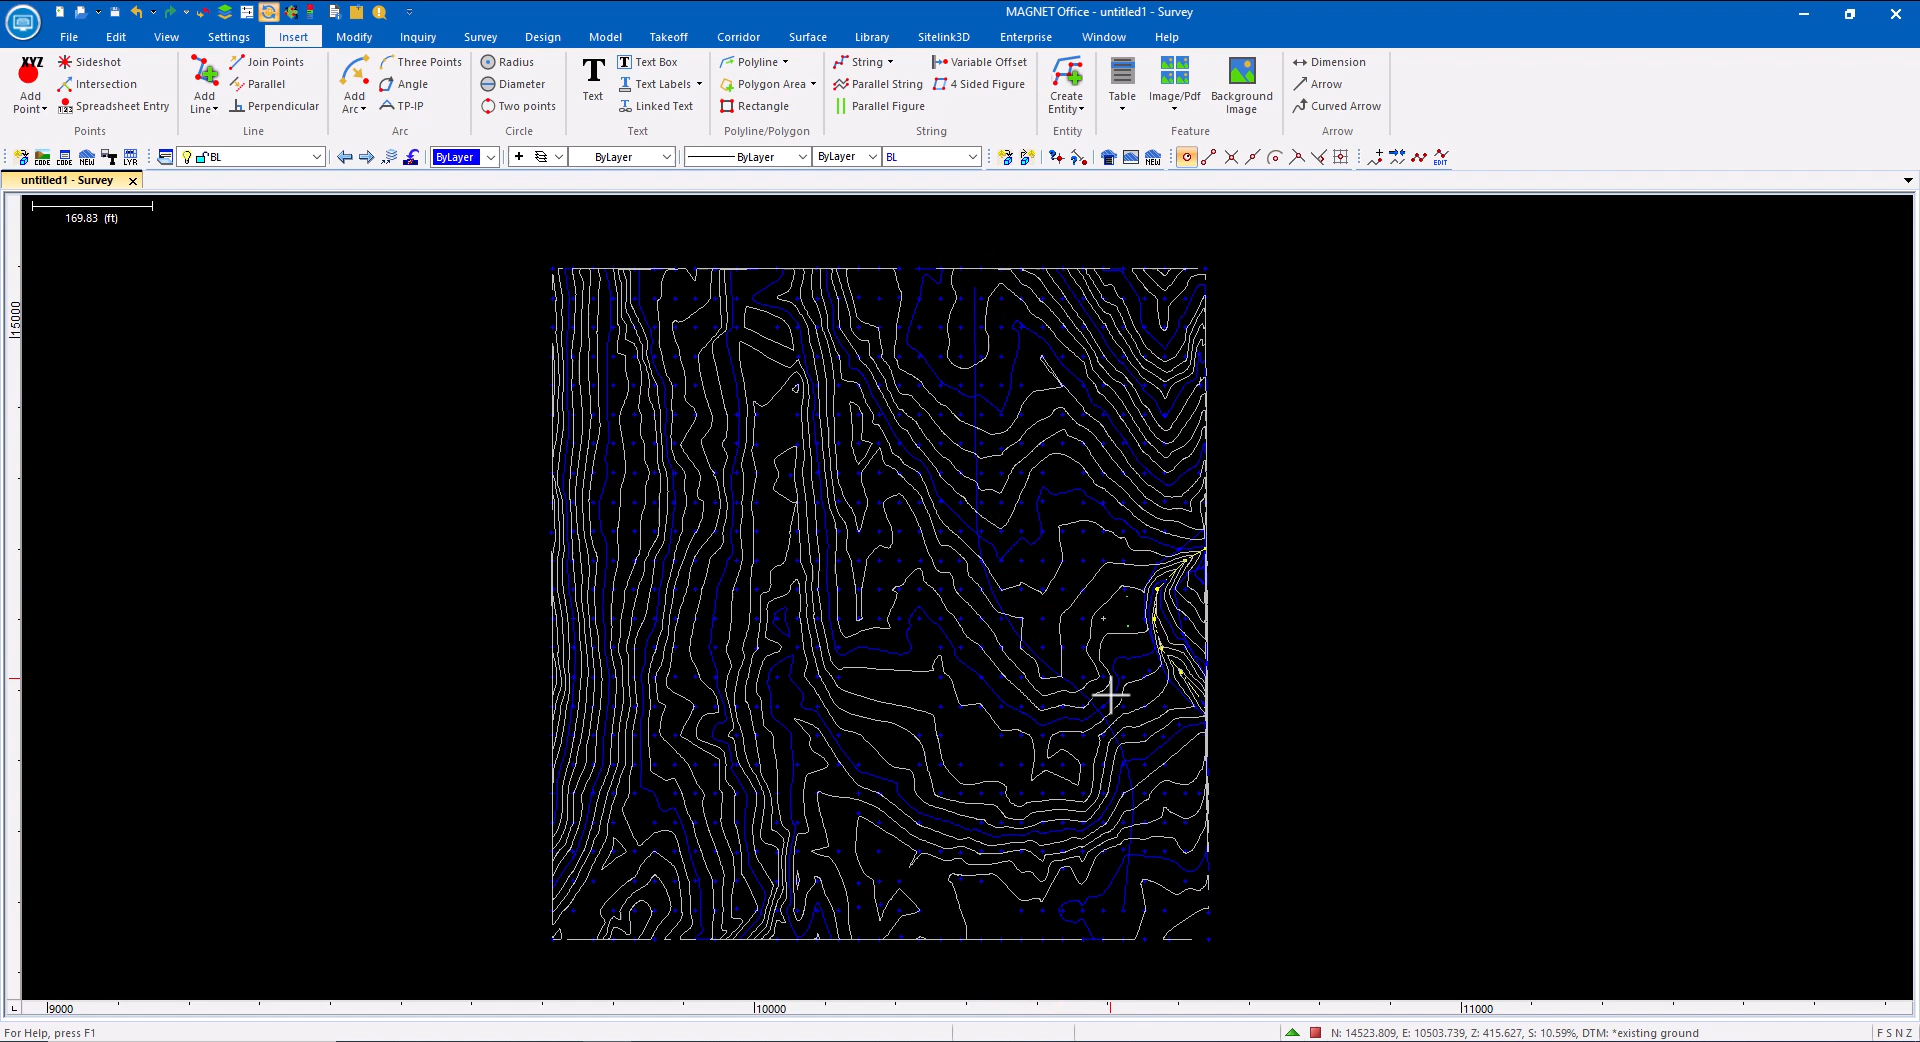 MAGNET Office - untitled1 - Survey
File Edit View Settings Insert Modify Inquiry Survey Design Model Takeoff Corridor Surface Library Sitelink3D Enterprise Window Help
XYZ Add Point Sideshot Intersection Spreadsheet Entry Points
Add Line Join Points Parallel Perpendicular Line
Add Arc Three Points Angle TP-IP Arc
Radius Diameter Two points Circle
T Text Text Box Text Labels Linked Text Text
Polyline Polygon Area Rectangle Polyline/Polygon
String Parallel String Parallel Figure Variable Offset 4 Sided Figure String
Create Entity Entity
Table Image/Pdf Background Image Feature
Dimension Arrow Curved Arrow Arrow
CODE CODE NEW LYR BL ByLayer ByLayer ByLayer ByLayer BL NEW EDIT
untitled1 - Survey
169.83 (ft)
15000
9000 10000 11000
For Help, press F1
N: 14523.809, E: 10503.739, Z: 415.627, S: 10.59%, DTM: *existing ground
F S N Z